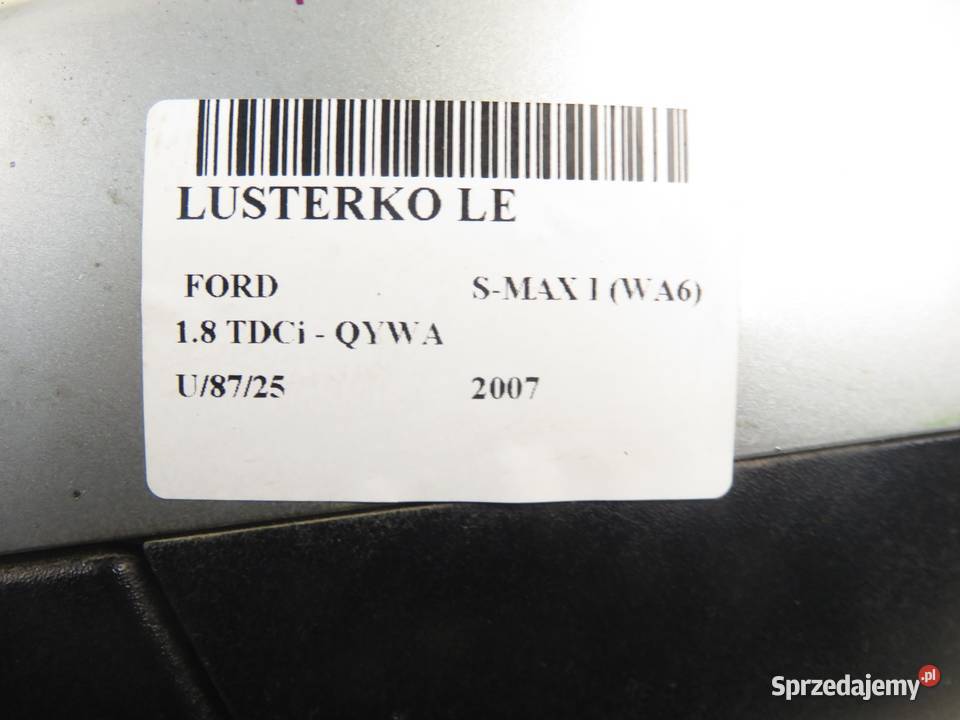 LUSTERKO LE
FORD S-MAX I (WA6)
1.8 TDCi - QYWA
U/87/25 2007
Sprzedajemy.pl